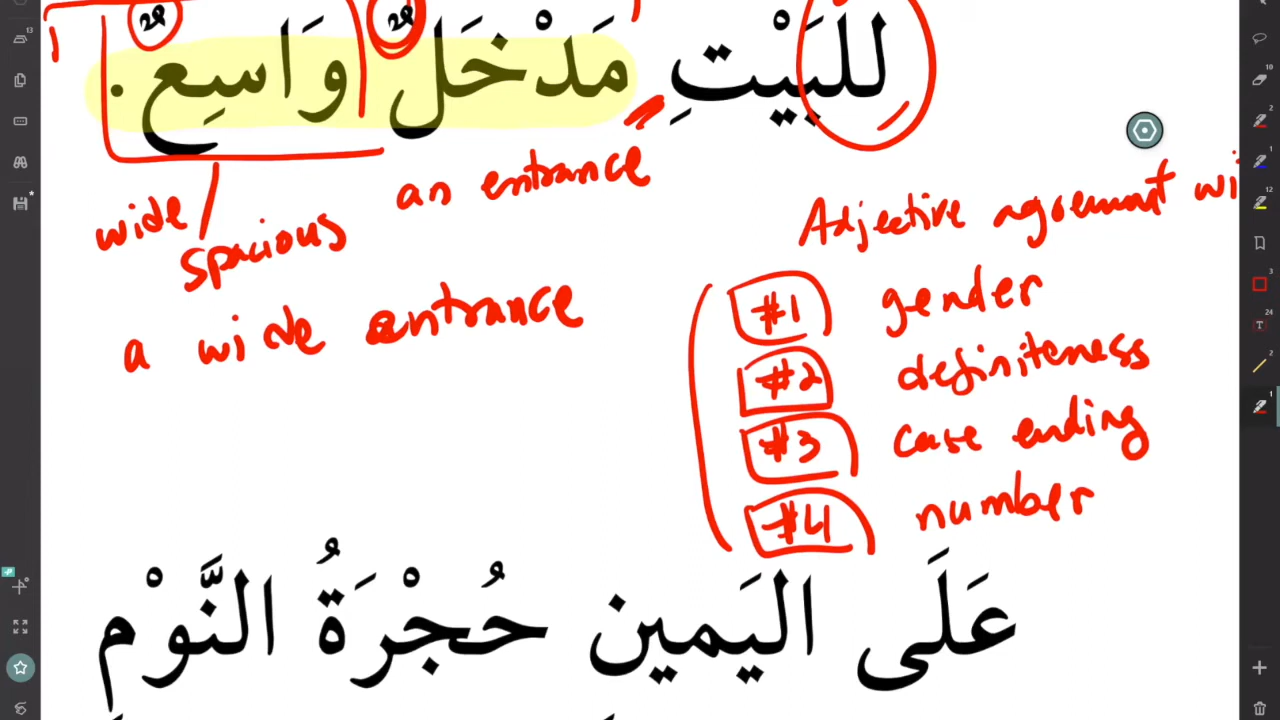 للبَيْتِ مَدْخَلٌ وَاسِعٌ.
an entrance
wide / spacious
a wide entrance
Adjective agreement wi
#1 gender
#2 definiteness
#3 case ending
#4 number
عَلَى اليَمين حُجْرَةُ النَّوْمِ